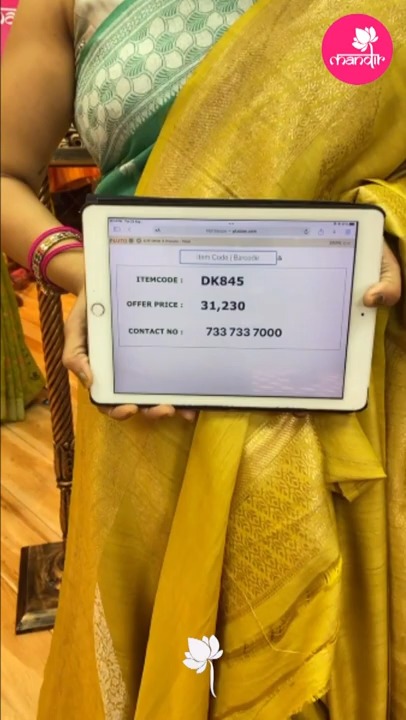 mandir
Item Code | Barcode
ITEMCODE : DK845
OFFER PRICE : 31,230
CONTACT NO : 733 733 7000